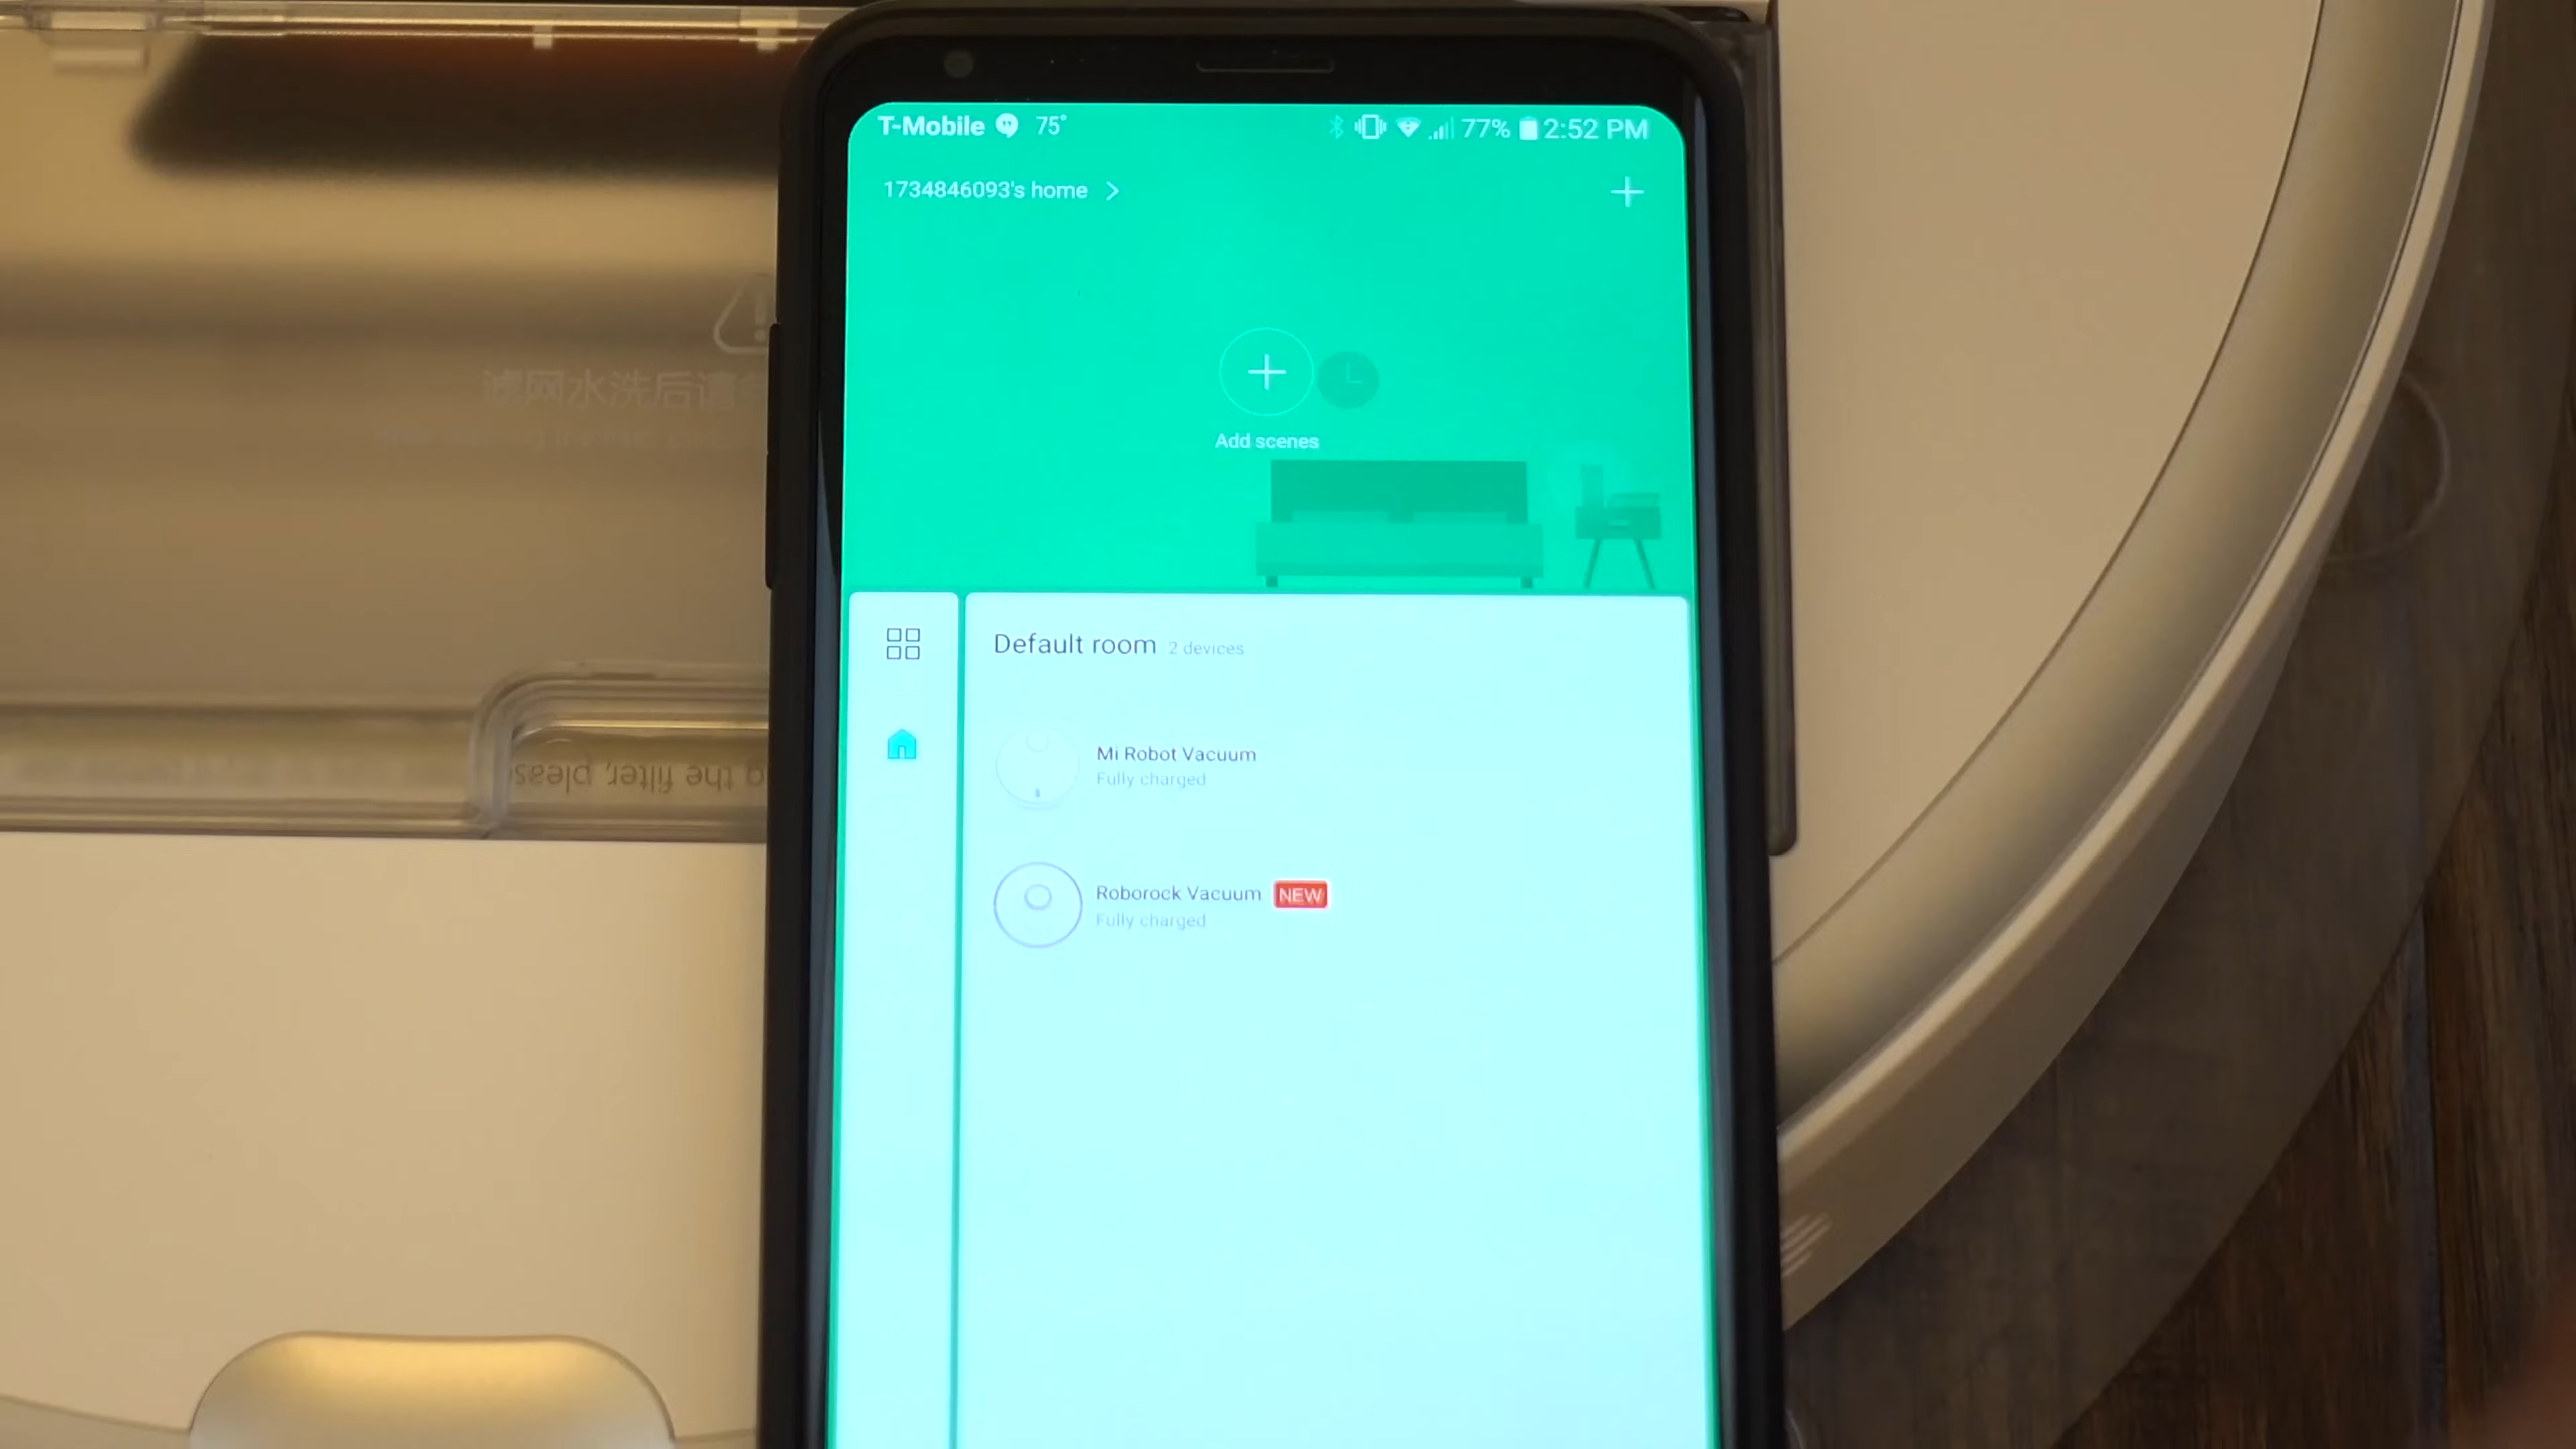 T-Mobile 75° 77% 2:52 PM
1734846093's home
Add scenes
滤网水洗后请
Default room 2 devices
Mi Robot Vacuum
Fully charged
the filter, pleas
Roborock Vacuum NEW
Fully charged